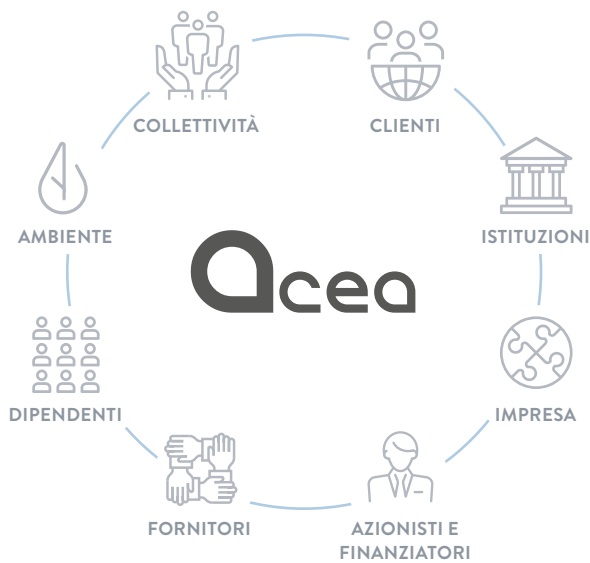 COLLETTIVITÀ
CLIENTI
AMBIENTE
ISTITUZIONI
acea
DIPENDENTI
IMPRESA
FORNITORI
AZIONISTI E
FINANZIATORI